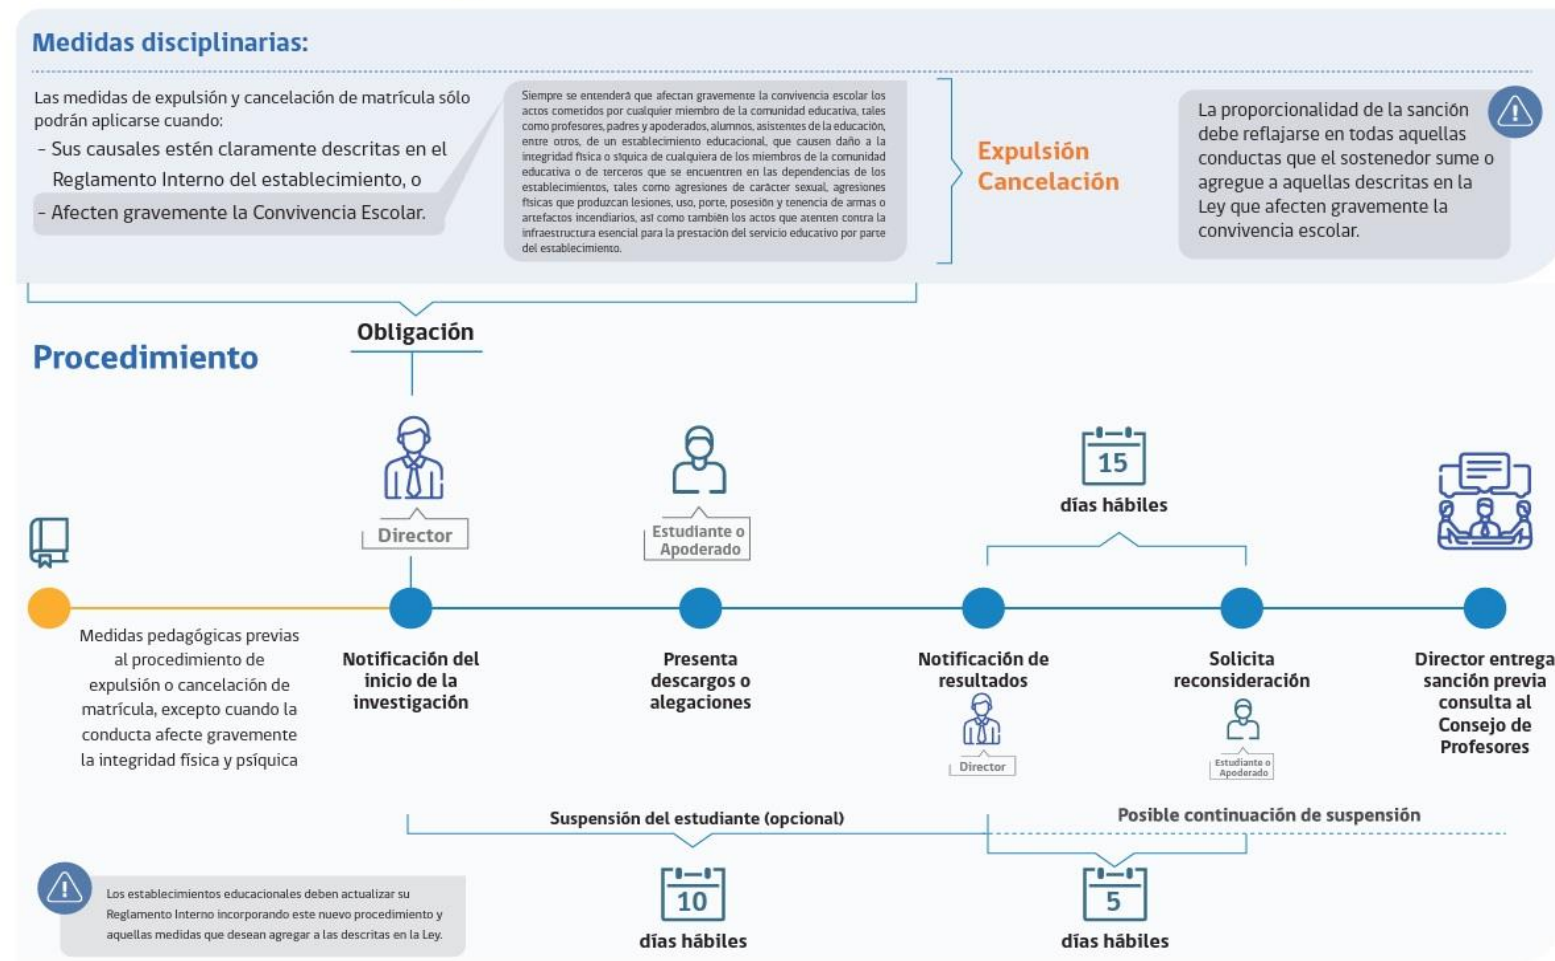 Medidas disciplinarias:
Las medidas de expulsión y cancelación de matrícula sólo
podrán aplicarse cuando:
- Sus causales estén claramente descritas en el
Reglamento Interno del establecimiento, o
- Afecten gravemente la Convivencia Escolar.
Siempre se entenderá que afectan gravemente la convivencia escolar los
actos cometidos por cualquier miembro de la comunidad educativa, tales
como profesores, padres y apoderados, alumnos, asistentes de la educación,
entre otros, de un establecimiento educacional, que causen daño a la
integridad física o síquica de cualquiera de los miembros de la comunidad
educativa o de terceros que se encuentren en las dependencias de los
establecimientos, tales como agresiones de carácter sexual, agresiones
físicas que produzcan lesiones, uso, porte, posesión y tenencia de armas o
artefactos incendiarios, así como también los actos que atenten contra la
infraestructura esencial para la prestación del servicio educativo por parte
del establecimiento.
Expulsión
Cancelación
La proporcionalidad de la sanción
debe reflajarse en todas aquellas
conductas que el sostenedor sume o
agregue a aquellas descritas en la
Ley que afecten gravemente la
convivencia escolar.
Obligación
Procedimiento
Director
Estudiante o
Apoderado
15
días hábiles
Medidas pedagógicas previas
al procedimiento de
expulsión o cancelación de
matrícula, excepto cuando la
conducta afecte gravemente
la integridad física y psíquica
Notificación del
inicio de la
investigación
Presenta
descargos o
alegaciones
Notificación de
resultados
Director
Solicita
reconsideración
Estudiante o
Apoderado
Director entrega
sanción previa
consulta al
Consejo de
Profesores
Suspensión del estudiante (opcional)
Posible continuación de suspensión
10
días hábiles
5
días hábiles
Los establecimientos educacionales deben actualizar su
Reglamento Interno incorporando este nuevo procedimiento y
aquellas medidas que desean agregar a las descritas en la Ley.